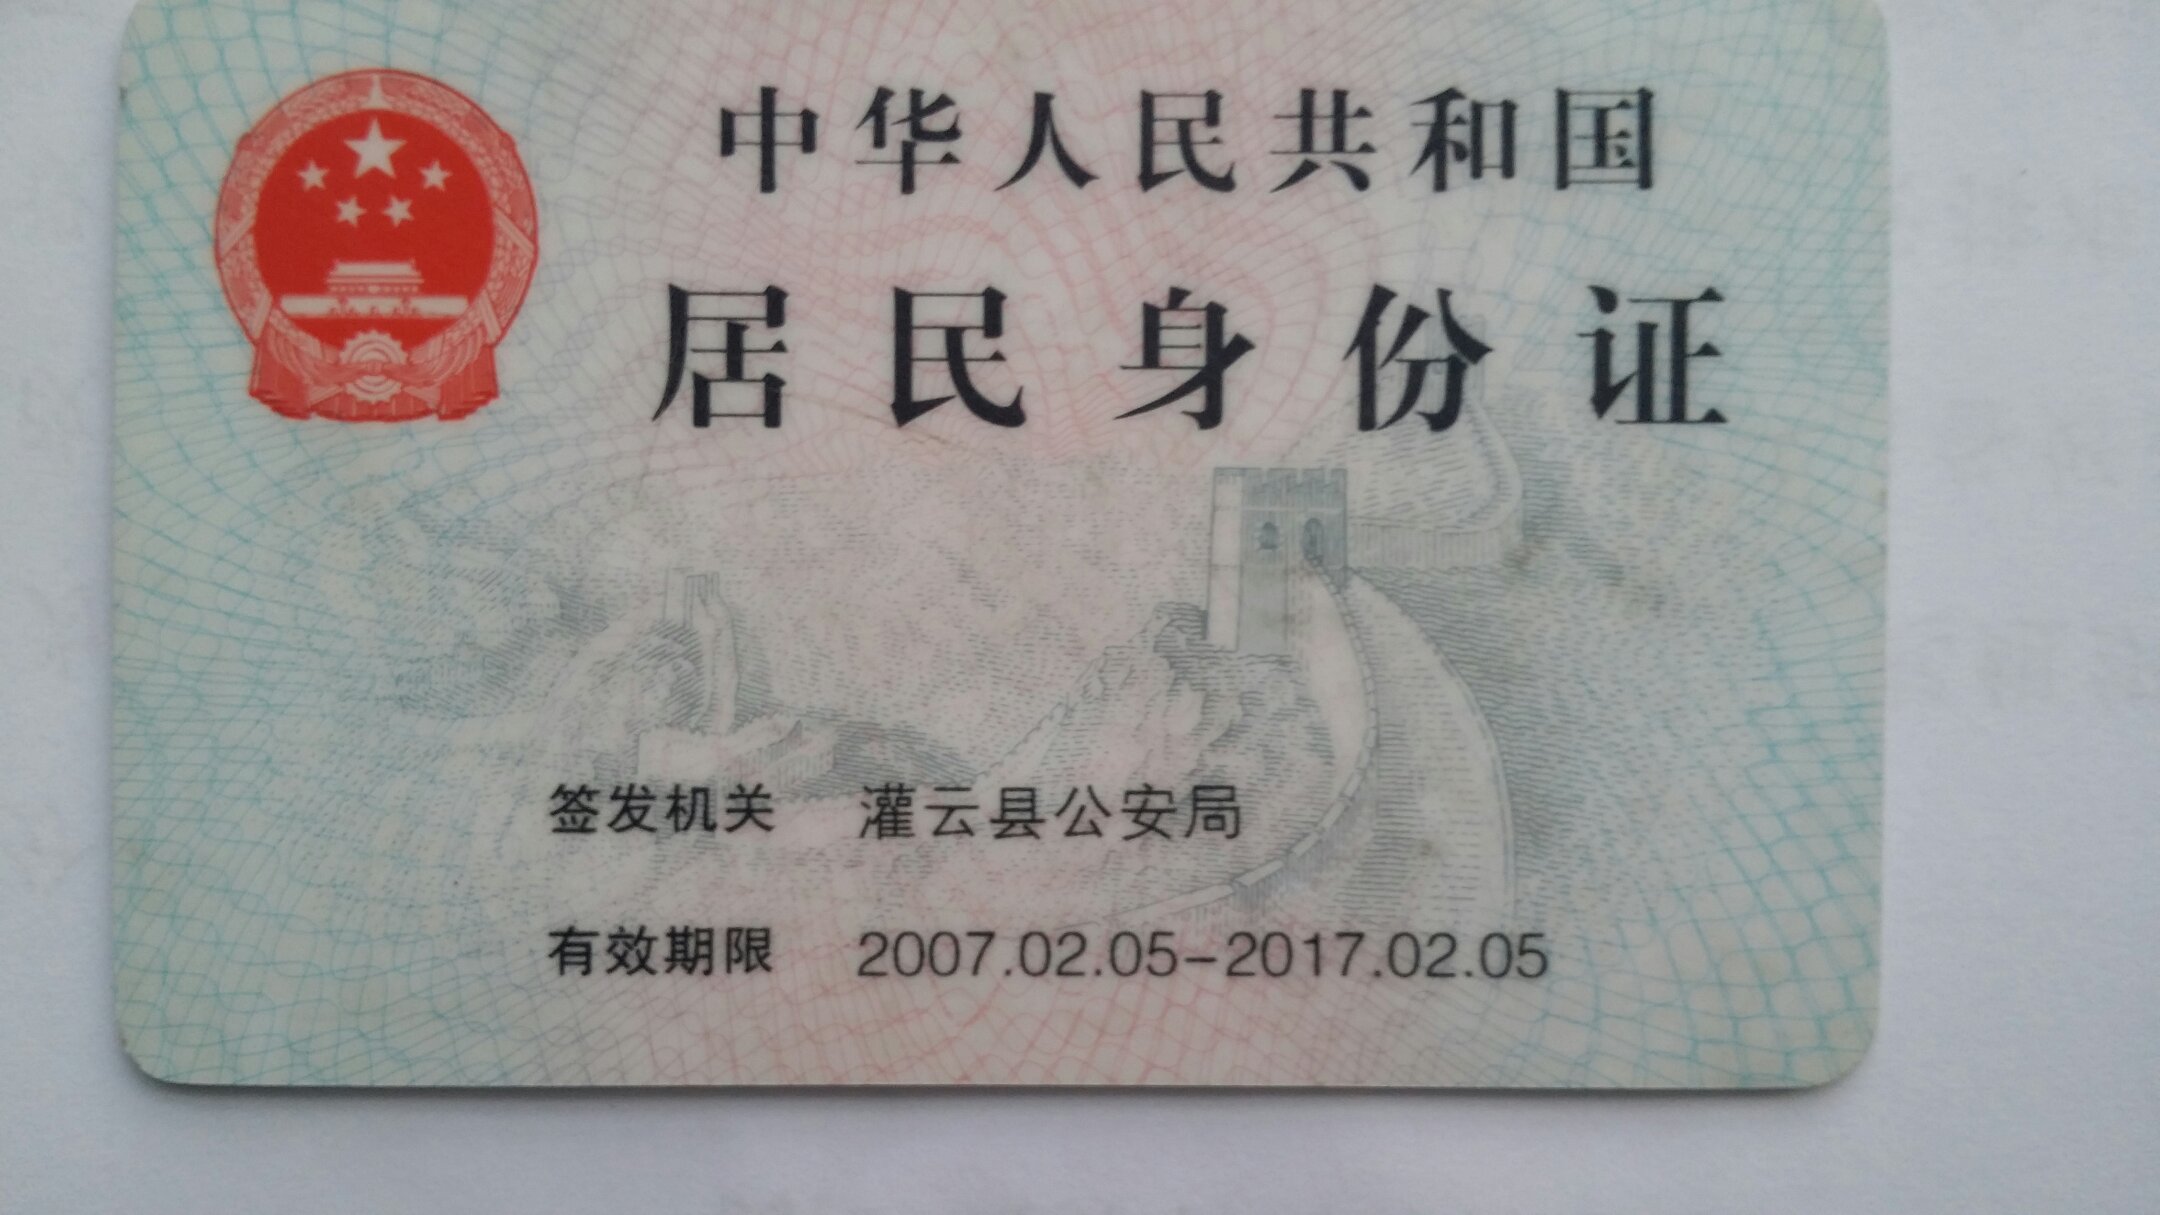 中华人民共和国
居民身份证
签发机关 灌云县公安局
有效期限 2007.02.05-2017.02.05